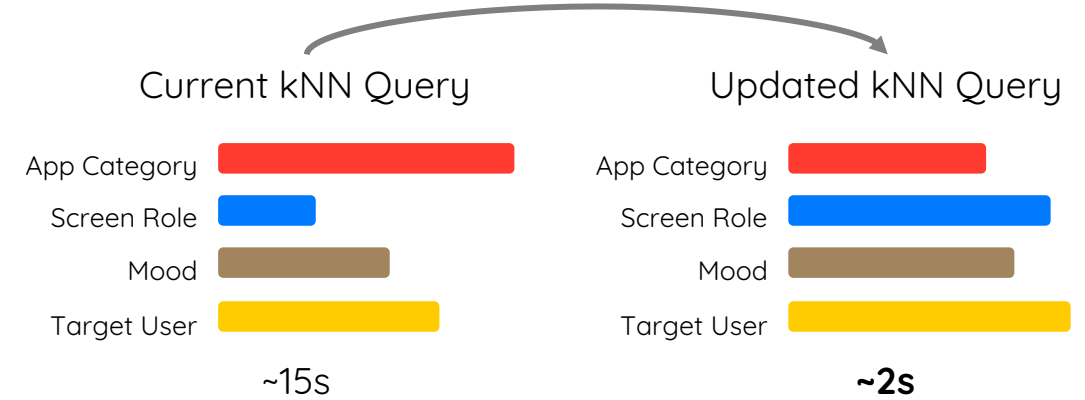 Current kNN Query
App Category
Screen Role
Mood
Target User
~15s
Updated kNN Query
App Category
Screen Role
Mood
Target User
~2s